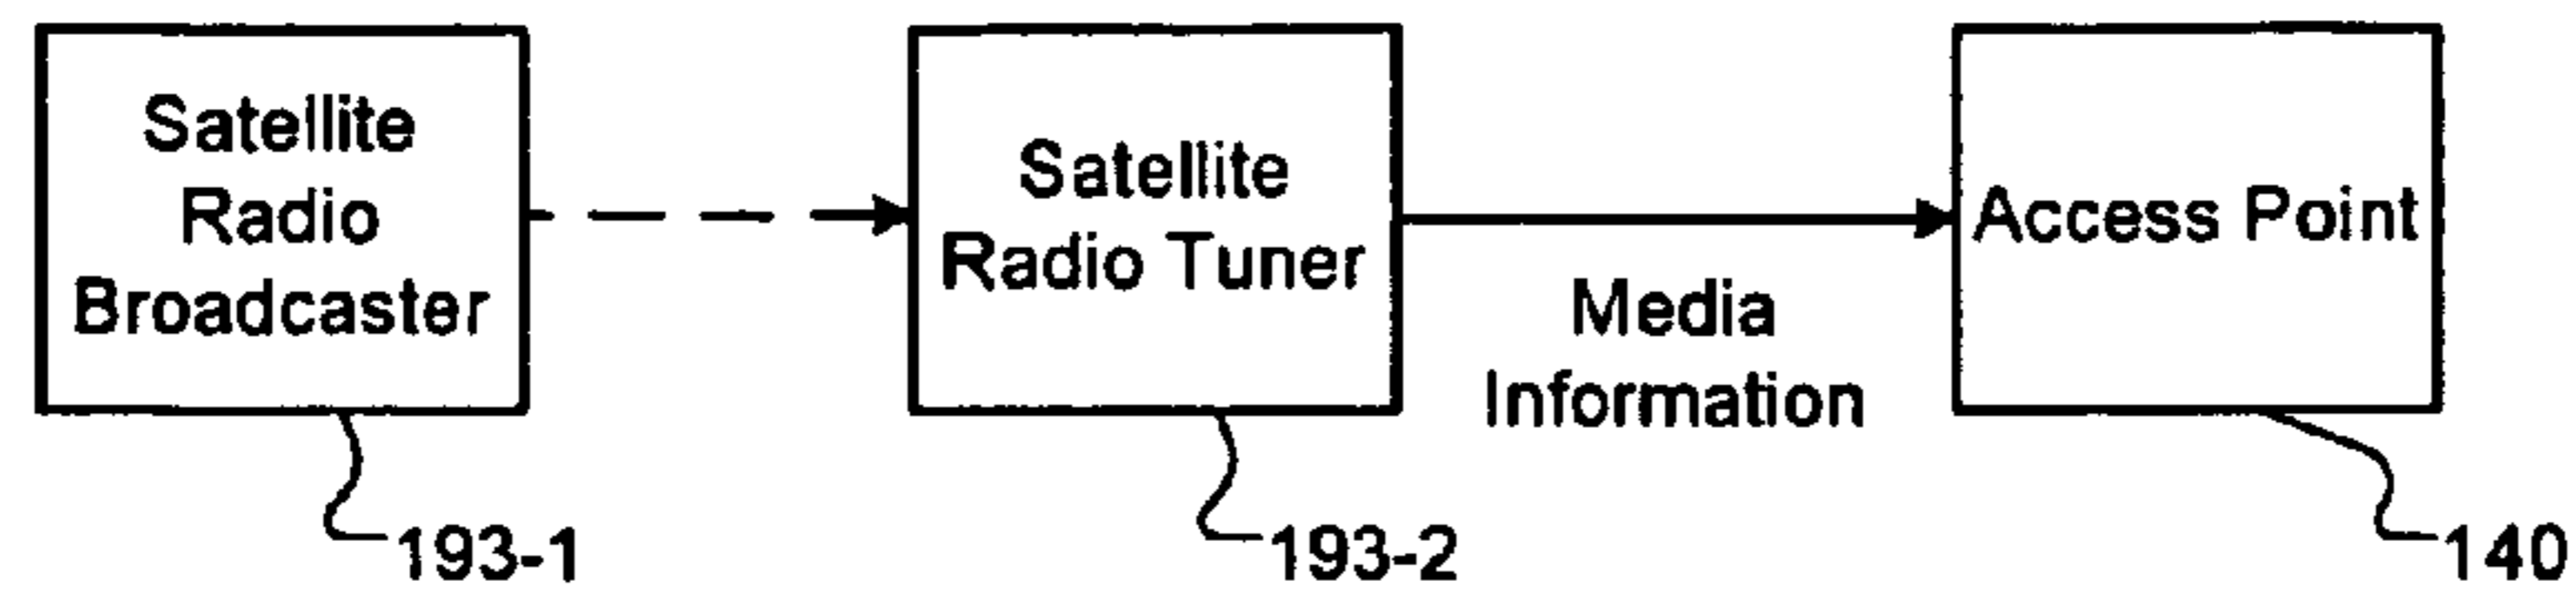 Satellite
Radio
Broadcaster
Satellite
Radio Tuner
Media
Information
Access Point
193-1
193-2
140